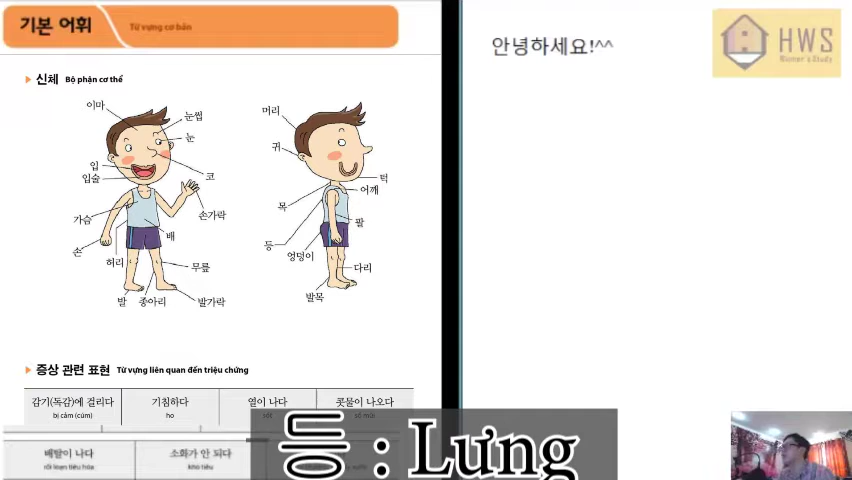 기본 어휘
Từ vựng cơ bản
신체 Bộ phận cơ thể
이마
눈썹
눈
입
입술
코
손가락
가슴
배
손
허리
무릎
발
종아리
발가락
머리
귀
턱
어깨
목
팔
등
엉덩이
다리
발목
증상 관련 표현 Từ vựng liên quan đến triệu chứng
감기(독감)에 걸리다
bị cảm (cúm)
기침하다
ho
열이 나다
sốt
콧물이 나오다
sổ mũi
배탈이 나다
rối loạn tiêu hóa
소화가 안 되다
khó tiêu
등 : Lưng
안녕하세요!^^
HWS
Women's Study